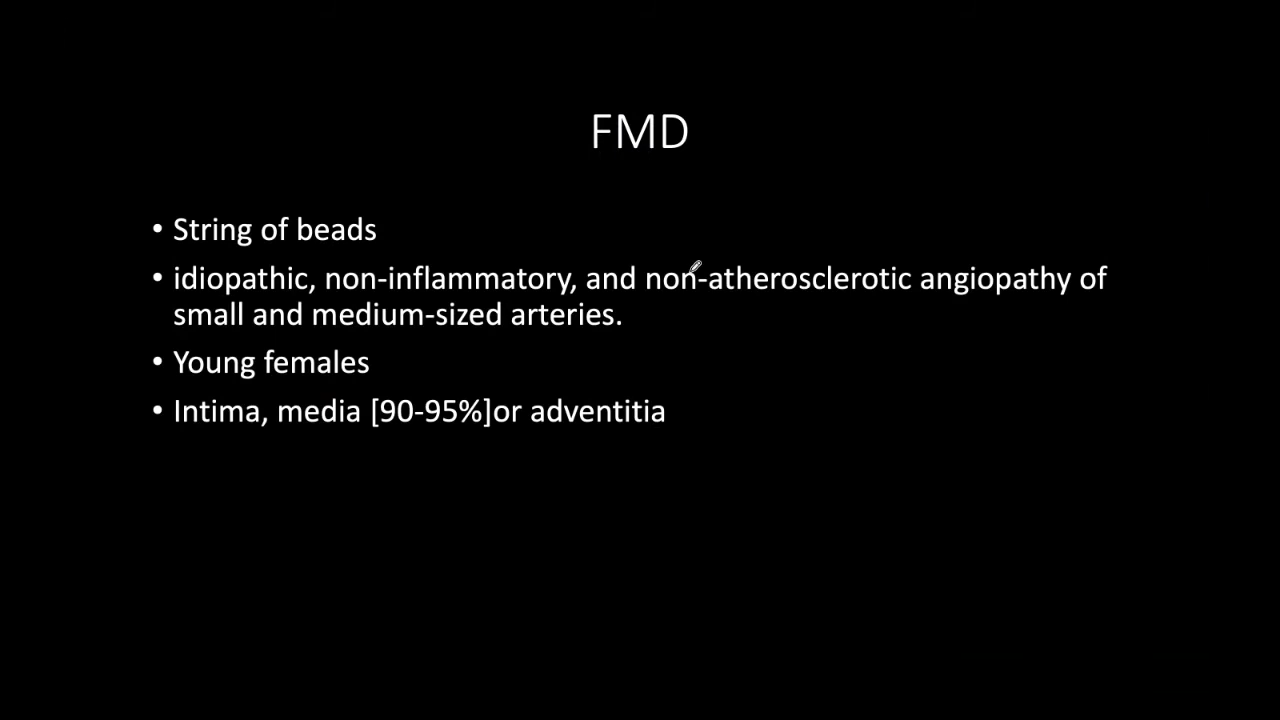 FMD
• String of beads
• idiopathic, non-inflammatory, and non-atherosclerotic angiopathy of
small and medium-sized arteries.
• Young females
• Intima, media [90-95%]or adventitia